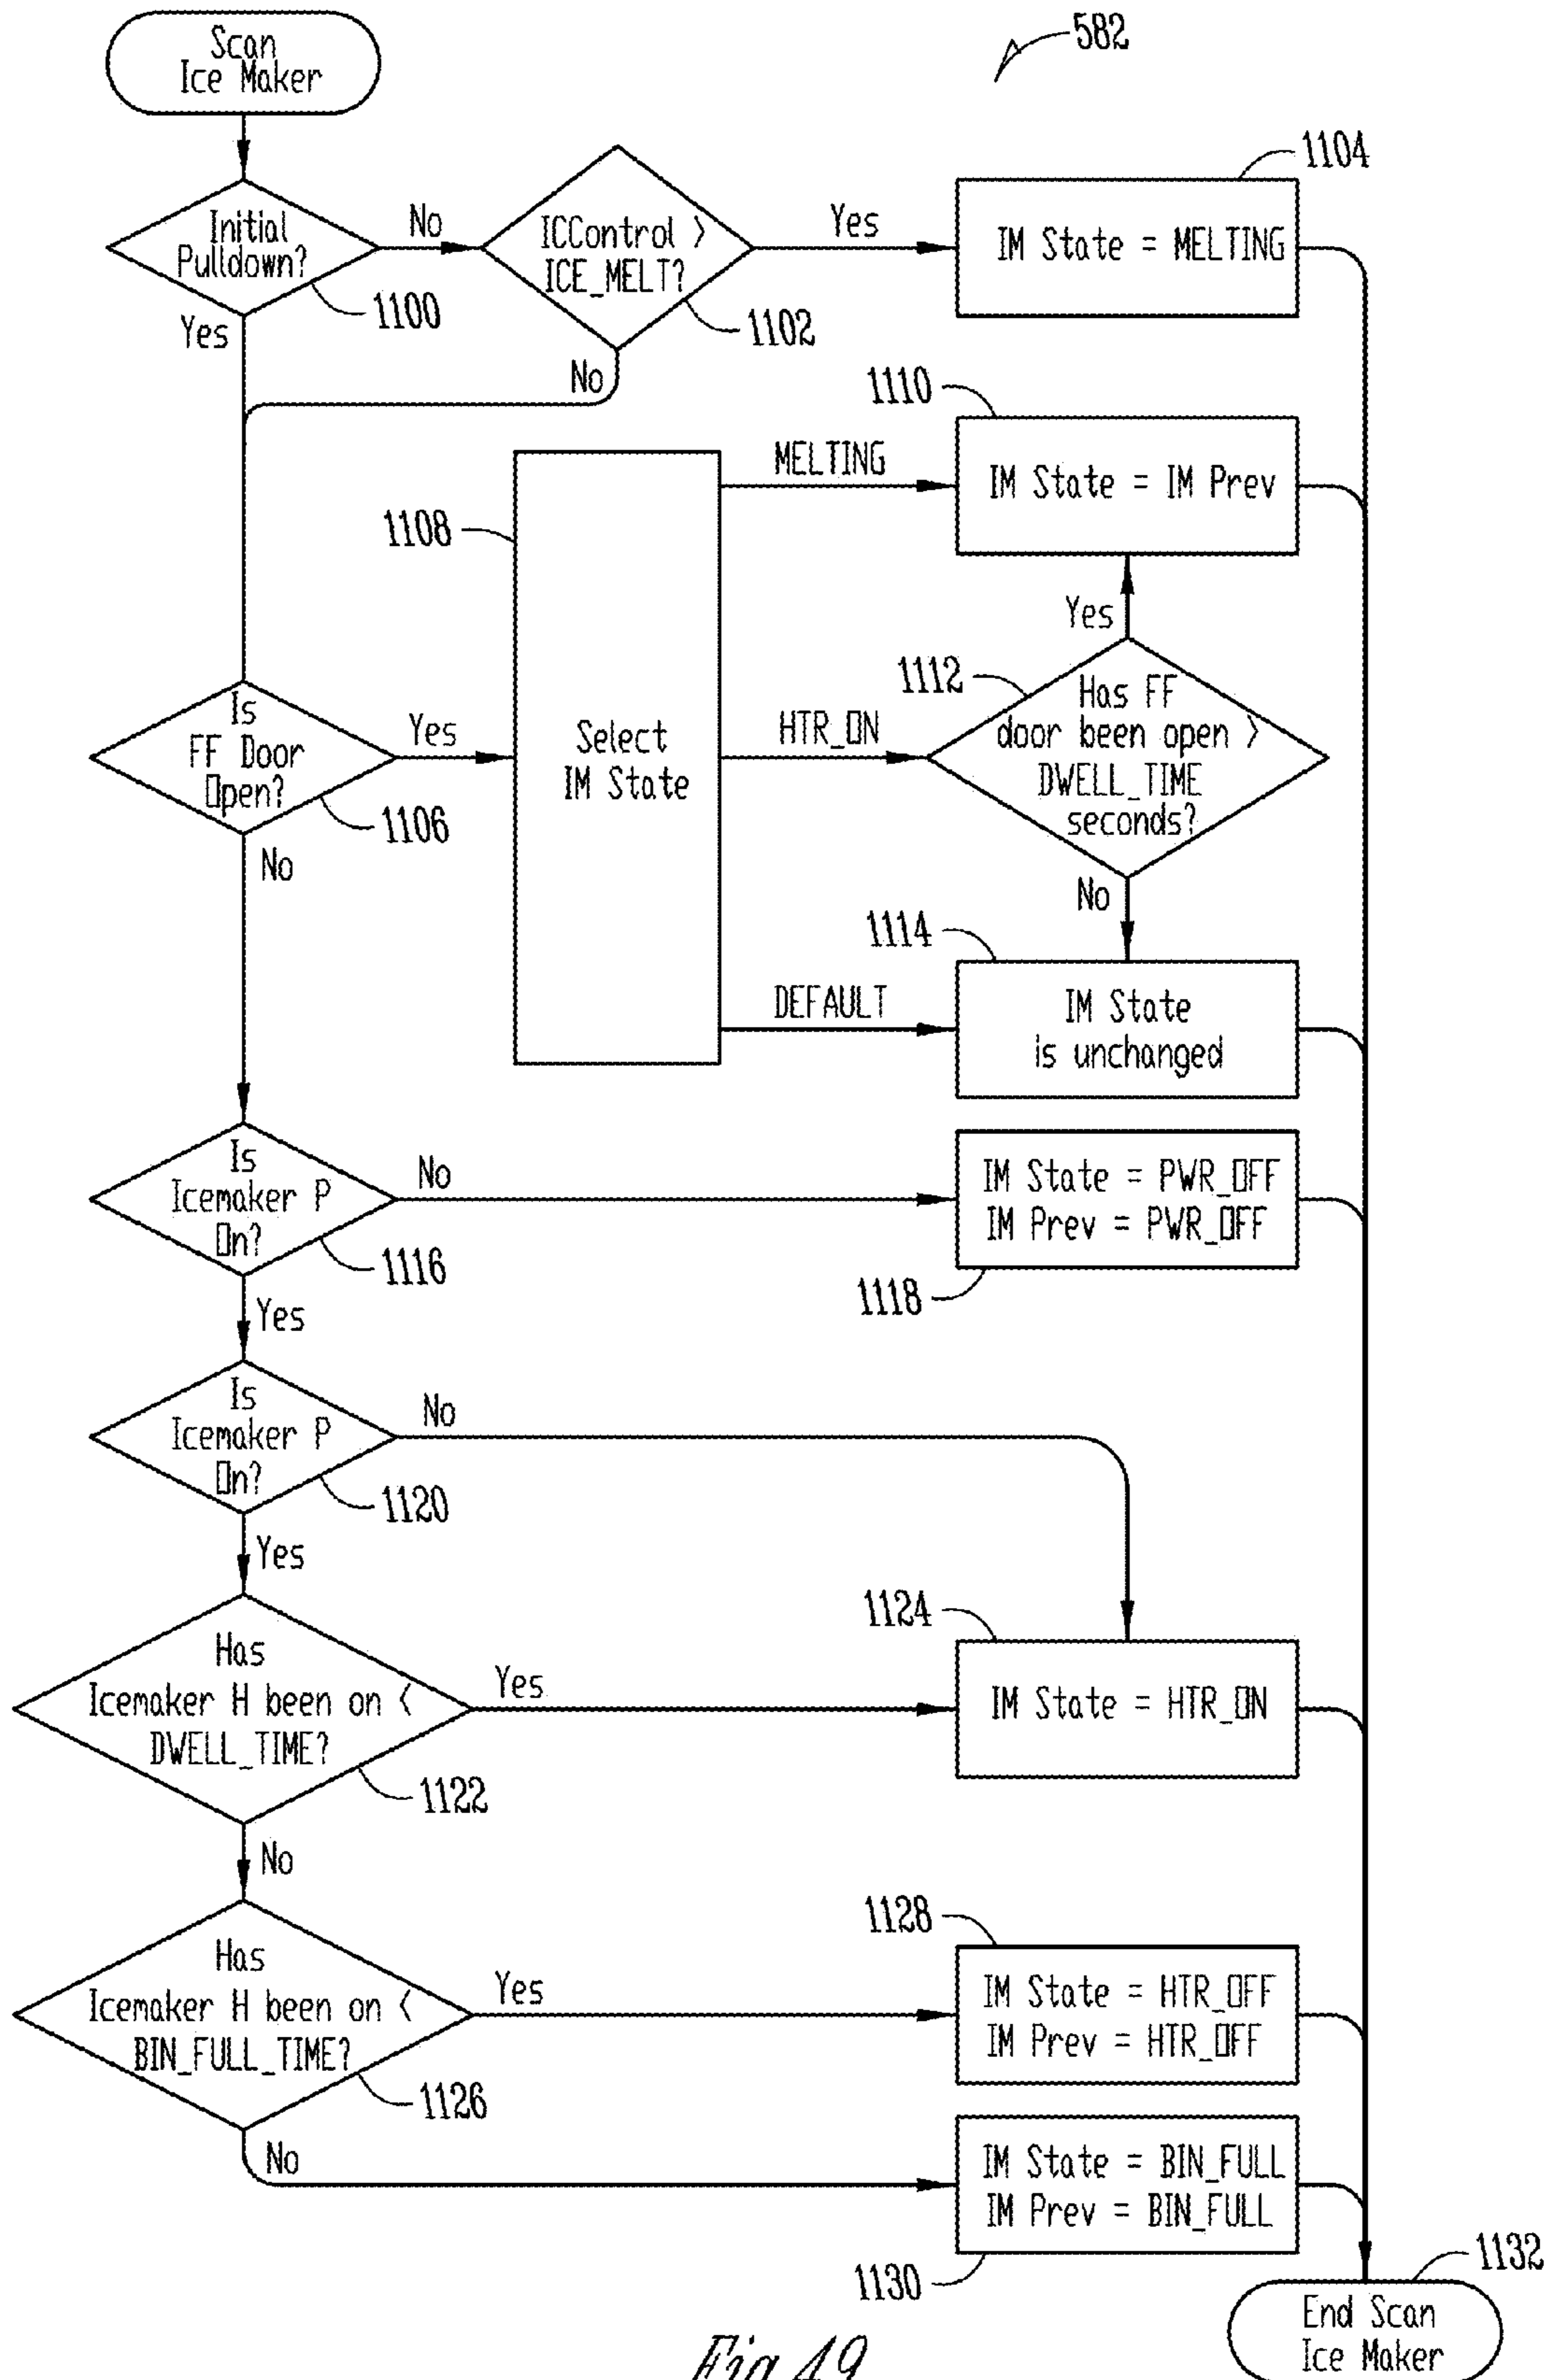 Scan
Ice Maker
582
Initial
Pulldown?
1100
No
Yes
ICControl >
ICE_MELT?
1102
Yes
No
1104
IM State = MELTING
1108
Select
IM State
MELTING
HTR_ON
DEFAULT
1110
IM State = IM Prev
Yes
1112
Has FF
door been open >
DWELL_TIME
seconds?
No
1114
IM State
is unchanged
Is
FF Door
Open?
1106
Yes
No
Is
Icemaker P
On?
1116
No
Yes
IM State = PWR_OFF
IM Prev = PWR_OFF
1118
Is
Icemaker P
On?
1120
No
Yes
Has
Icemaker H been on <
DWELL_TIME?
1122
Yes
No
1124
IM State = HTR_ON
Has
Icemaker H been on <
BIN_FULL_TIME?
1126
Yes
No
1128
IM State = HTR_OFF
IM Prev = HTR_OFF
IM State = BIN_FULL
IM Prev = BIN_FULL
1130
1132
End Scan
Ice Maker
Fig. 49